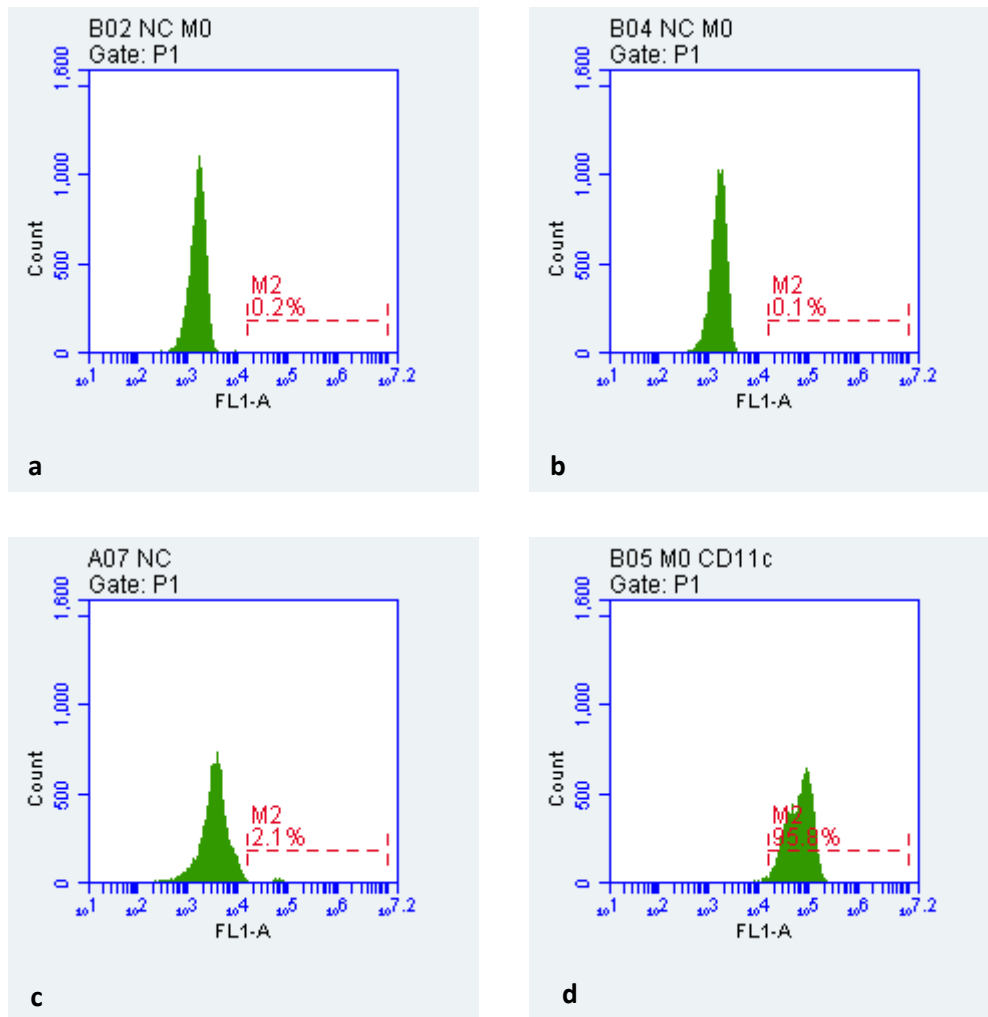 B02 NC M0
Gate: P1
1,600
1,000
500
0
Count
M2
0.2%
10^1 10^2 10^3 10^4 10^5 10^6 10^7.2
FL1-A
a
B04 NC M0
Gate: P1
1,600
1,000
500
0
Count
M2
0.1%
10^1 10^2 10^3 10^4 10^5 10^6 10^7.2
FL1-A
b
A07 NC
Gate: P1
1,600
1,000
500
0
Count
M2
2.1%
10^1 10^2 10^3 10^4 10^5 10^6 10^7.2
FL1-A
c
B05 M0 CD11c
Gate: P1
1,600
1,000
500
0
Count
M2
95.8%
10^1 10^2 10^3 10^4 10^5 10^6 10^7.2
FL1-A
d